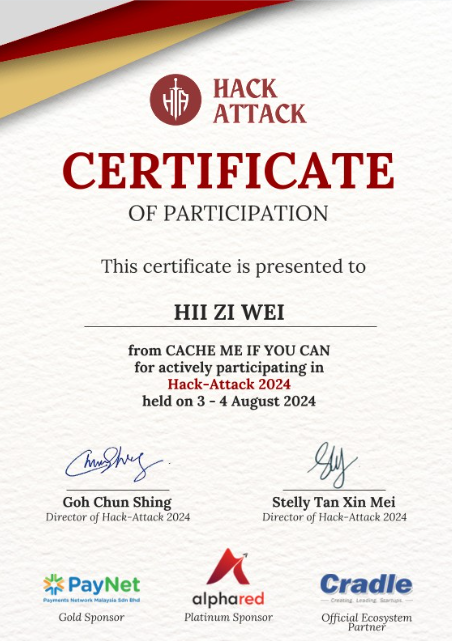 HACK
ATTACK
CERTIFICATE
OF PARTICIPATION
This certificate is presented to
HII ZI WEI
from CACHE ME IF YOU CAN
for actively participating in
Hack-Attack 2024
held on 3 - 4 August 2024
Goh Chun Shing
Director of Hack-Attack 2024
Stelly Tan Xin Mei
Director of Hack-Attack 2024
PayNet
Payments Network Malaysia Sdn Bhd
Gold Sponsor
alphared
Platinum Sponsor
Cradle
Creating Leading Startups
Official Ecosystem
Partner